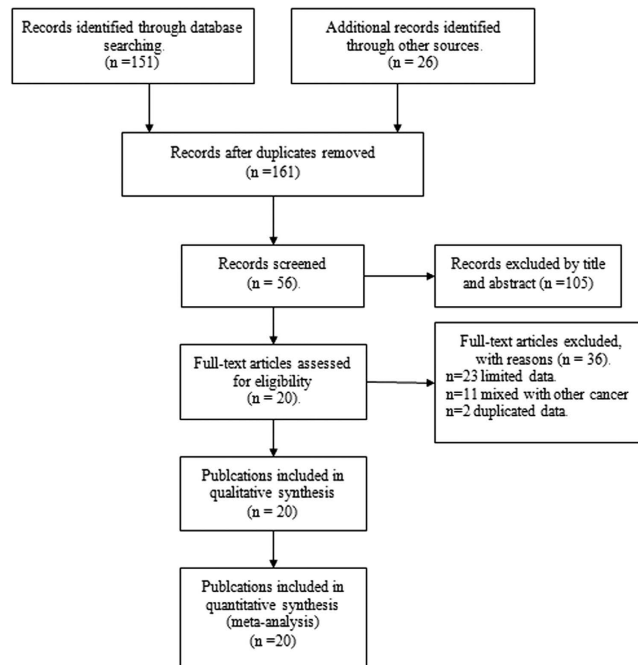 Records identified through database
searching.
(n =151)
Additional records identified
through other sources.
(n = 26)
Records after duplicates removed
(n =161)
Records screened
(n = 56).
Records excluded by title
and abstract (n =105)
Full-text articles assessed
for eligibility
(n = 20).
Full-text articles excluded,
with reasons (n = 36).
n=23 limited data.
n=11 mixed with other cancer
n=2 duplicated data.
Publcations included in
qualitative synthesis
(n = 20)
Publcations included in
quantitative synthesis
(meta-analysis)
(n =20)